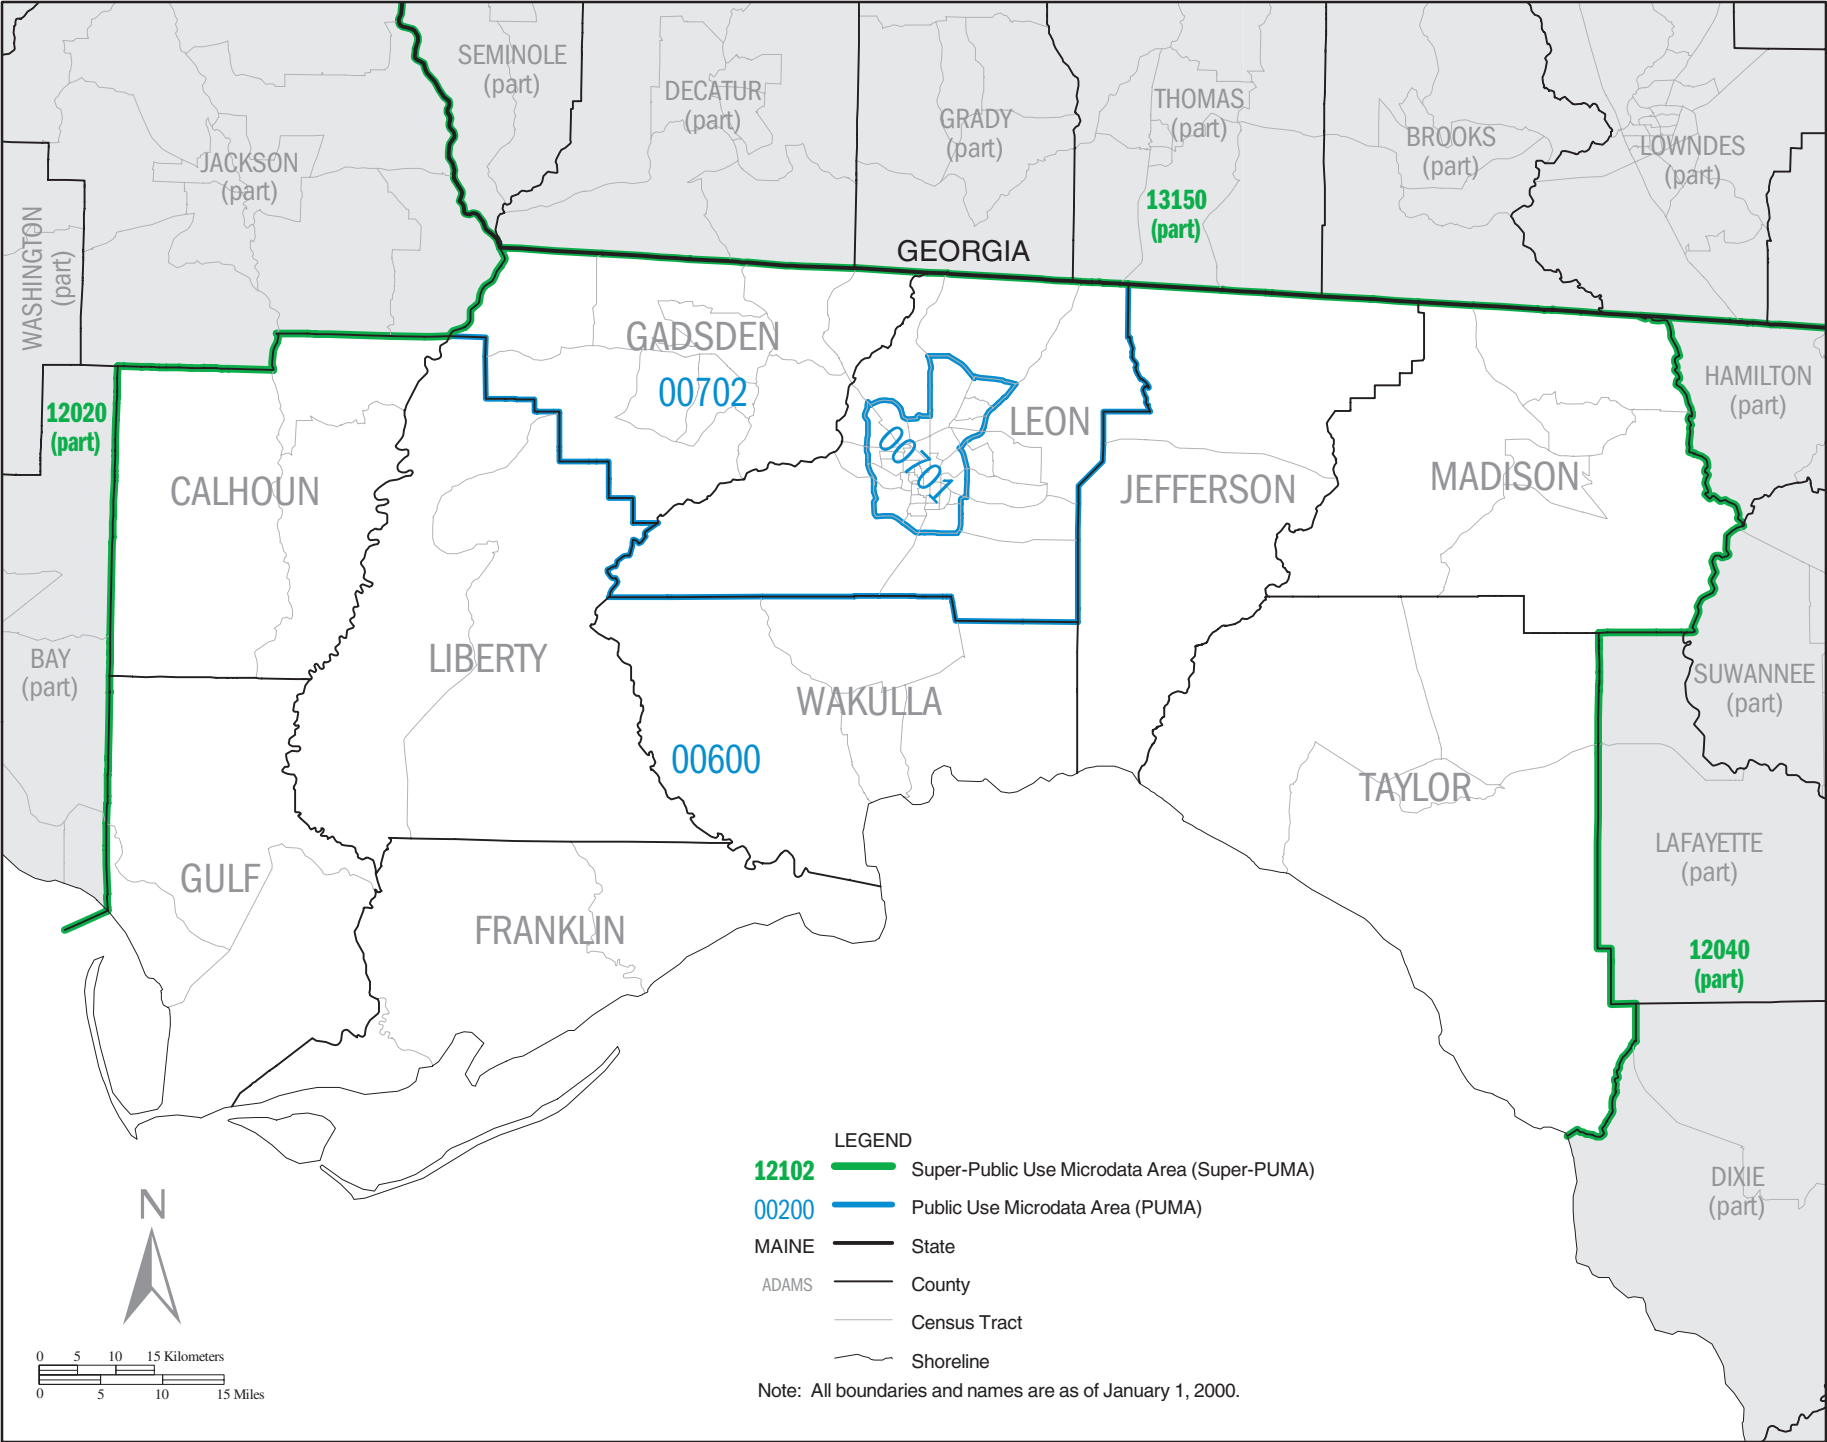 SEMINOLE
(part)
DECATUR
(part)
GRADY
(part)
THOMAS
(part)
BROOKS
(part)
LOWNDES
(part)
JACKSON
(part)
WASHINGTON
(part)
13150
(part)
GEORGIA
GADSDEN
00702
HAMILTON
(part)
12020
(part)
LEON
00701
CALHOUN
JEFFERSON
MADISON
BAY
(part)
LIBERTY
WAKULLA
SUWANNEE
(part)
00600
TAYLOR
LAFAYETTE
(part)
GULF
FRANKLIN
12040
(part)
DIXIE
(part)
LEGEND
12102 Super-Public Use Microdata Area (Super-PUMA)
00200 Public Use Microdata Area (PUMA)
MAINE State
ADAMS County
Census Tract
Shoreline
Note: All boundaries and names are as of January 1, 2000.
N
0 5 10 15 Kilometers
0 5 10 15 Miles